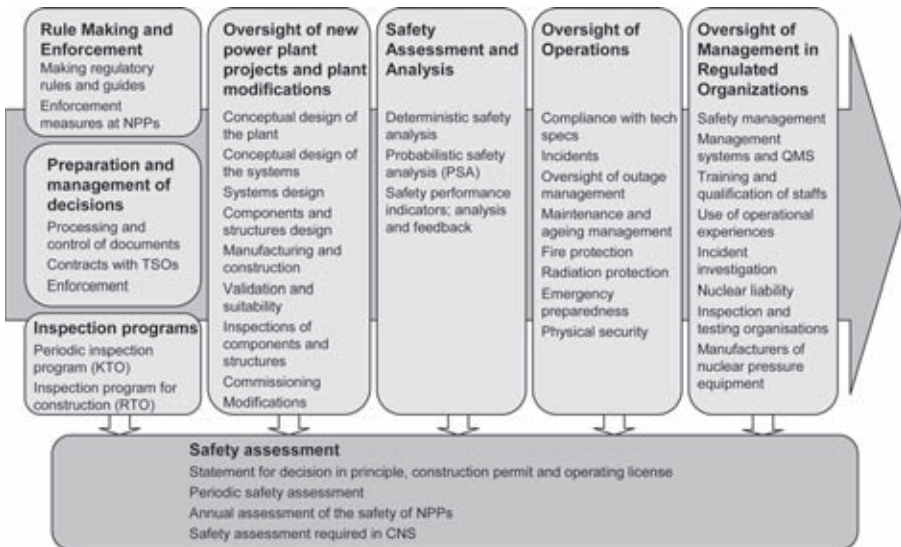 Rule Making and
Enforcement
Making regulatory
rules and guides
Enforcement
measures at NPPs
Preparation and
management of
decisions
Processing and
control of documents
Contracts with TSOs
Enforcement
Inspection programs
Periodic inspection
program (KTO)
Inspection program for
construction (RTO)
Oversight of new
power plant
projects and plant
modifications
Conceptual design of
the plant
Conceptual design of
the systems
Systems design
Components and
structures design
Manufacturing and
construction
Validation and
suitability
Inspections of
components and
structures
Commissioning
Modifications
Safety
Assessment and
Analysis
Deterministic safety
analysis
Probabilistic safety
analysis (PSA)
Safety performance
indicators; analysis
and feedback
Oversight of
Operations
Compliance with tech
specs
Incidents
Oversight of outage
management
Maintenance and
ageing management
Fire protection
Radiation protection
Emergency
preparedness
Physical security
Oversight of
Management in
Regulated
Organizations
Safety management
Management
systems and QMS
Training and
qualification of staffs
Use of operational
experiences
Incident
investigation
Nuclear liability
Inspection and
testing organisations
Manufacturers of
nuclear pressure
equipment
Safety assessment
Statement for decision in principle, construction permit and operating license
Periodic safety assessment
Annual assessment of the safety of NPPs
Safety assessment required in CNS